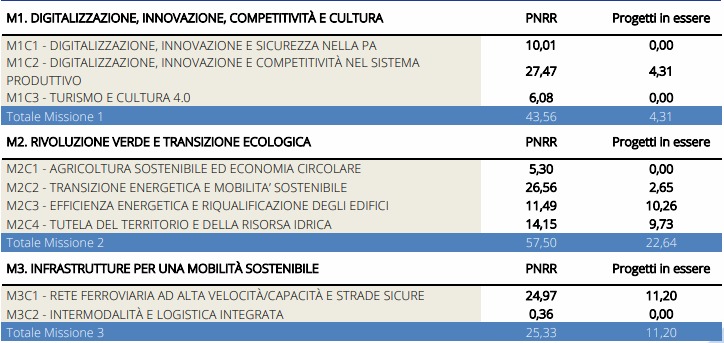 M1. DIGITALIZZAZIONE, INNOVAZIONE, COMPETITIVITÀ E CULTURA PNRR Progetti in essere
M1C1 - DIGITALIZZAZIONE, INNOVAZIONE E SICUREZZA NELLA PA 10,01 0,00
M1C2 - DIGITALIZZAZIONE, INNOVAZIONE E COMPETITIVITÀ NEL SISTEMA
PRODUTTIVO 27,47 4,31
M1C3 - TURISMO E CULTURA 4.0 6,08 0,00
Totale Missione 1 43,56 4,31
M2. RIVOLUZIONE VERDE E TRANSIZIONE ECOLOGICA PNRR Progetti in essere
M2C1 - AGRICOLTURA SOSTENIBILE ED ECONOMIA CIRCOLARE 5,30 0,00
M2C2 - TRANSIZIONE ENERGETICA E MOBILITA’ SOSTENIBILE 26,56 2,65
M2C3 - EFFICIENZA ENERGETICA E RIQUALIFICAZIONE DEGLI EDIFICI 11,49 10,26
M2C4 - TUTELA DEL TERRITORIO E DELLA RISORSA IDRICA 14,15 9,73
Totale Missione 2 57,50 22,64
M3. INFRASTRUTTURE PER UNA MOBILITÀ SOSTENIBILE PNRR Progetti in essere
M3C1 - RETE FERROVIARIA AD ALTA VELOCITÀ/CAPACITÀ E STRADE SICURE 24,97 11,20
M3C2 - INTERMODALITÀ E LOGISTICA INTEGRATA 0,36 0,00
Totale Missione 3 25,33 11,20